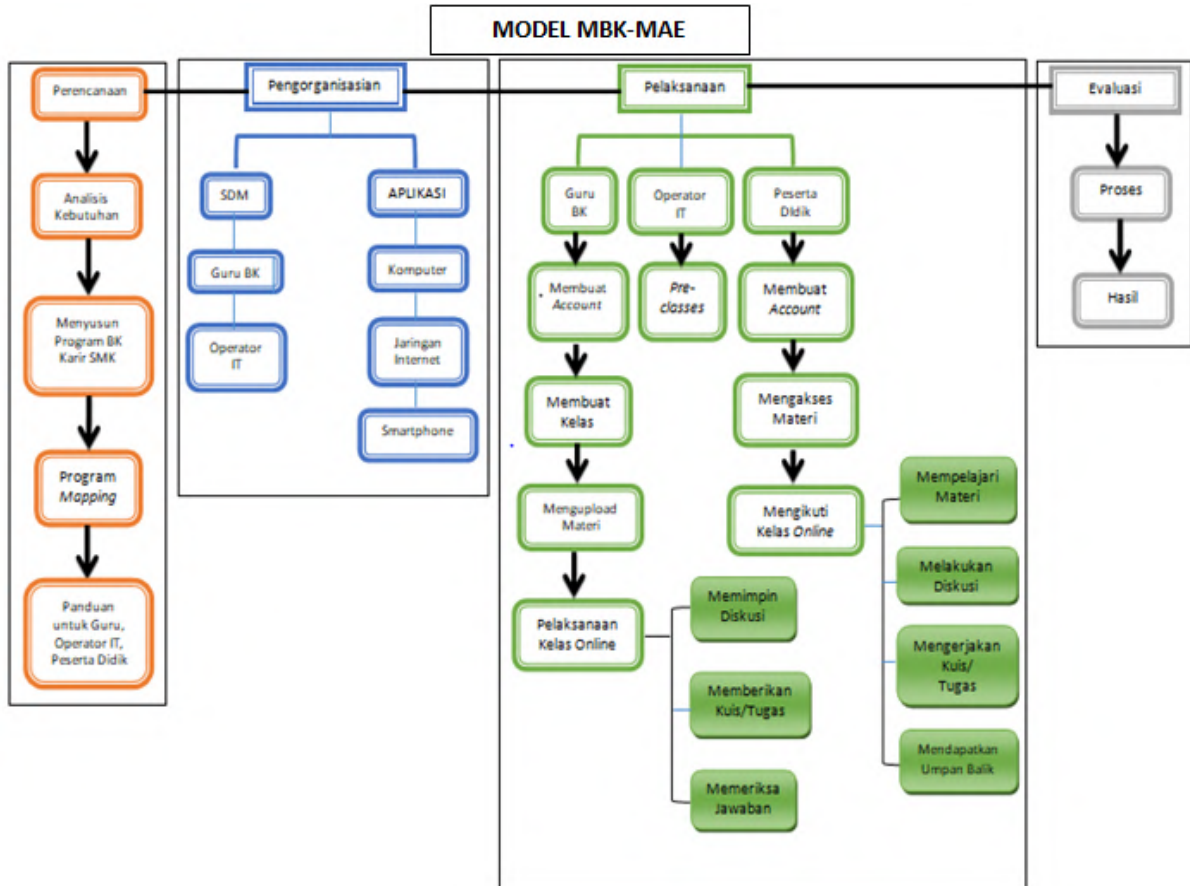 MODEL MBK-MAE
Perencanaan
Analisis
Kebutuhan
Menyusun
Program BK
Karir SMK
Program
Mapping
Panduan
untuk Guru,
Operator IT,
Peserta Didik
Pengorganisasian
SDM
Guru BK
Operator
IT
APLIKASI
Komputer
Jaringan
Internet
Smartphone
Pelaksanaan
Guru
BK
Membuat
Account
Membuat
Kelas
Mengupload
Materi
Pelaksanaan
Kelas Online
Memimpin
Diskusi
Memberikan
Kuis/Tugas
Memeriksa
Jawaban
Operator
IT
Pre-
classes
Peserta
DIdik
Membuat
Account
Mengakses
Materi
Mengikuti
Kelas Online
Mempelajari
Materi
Melakukan
Diskusi
Mengerjakan
Kuis/
Tugas
Mendapatkan
Umpan Balik
Evaluasi
Proses
Hasil